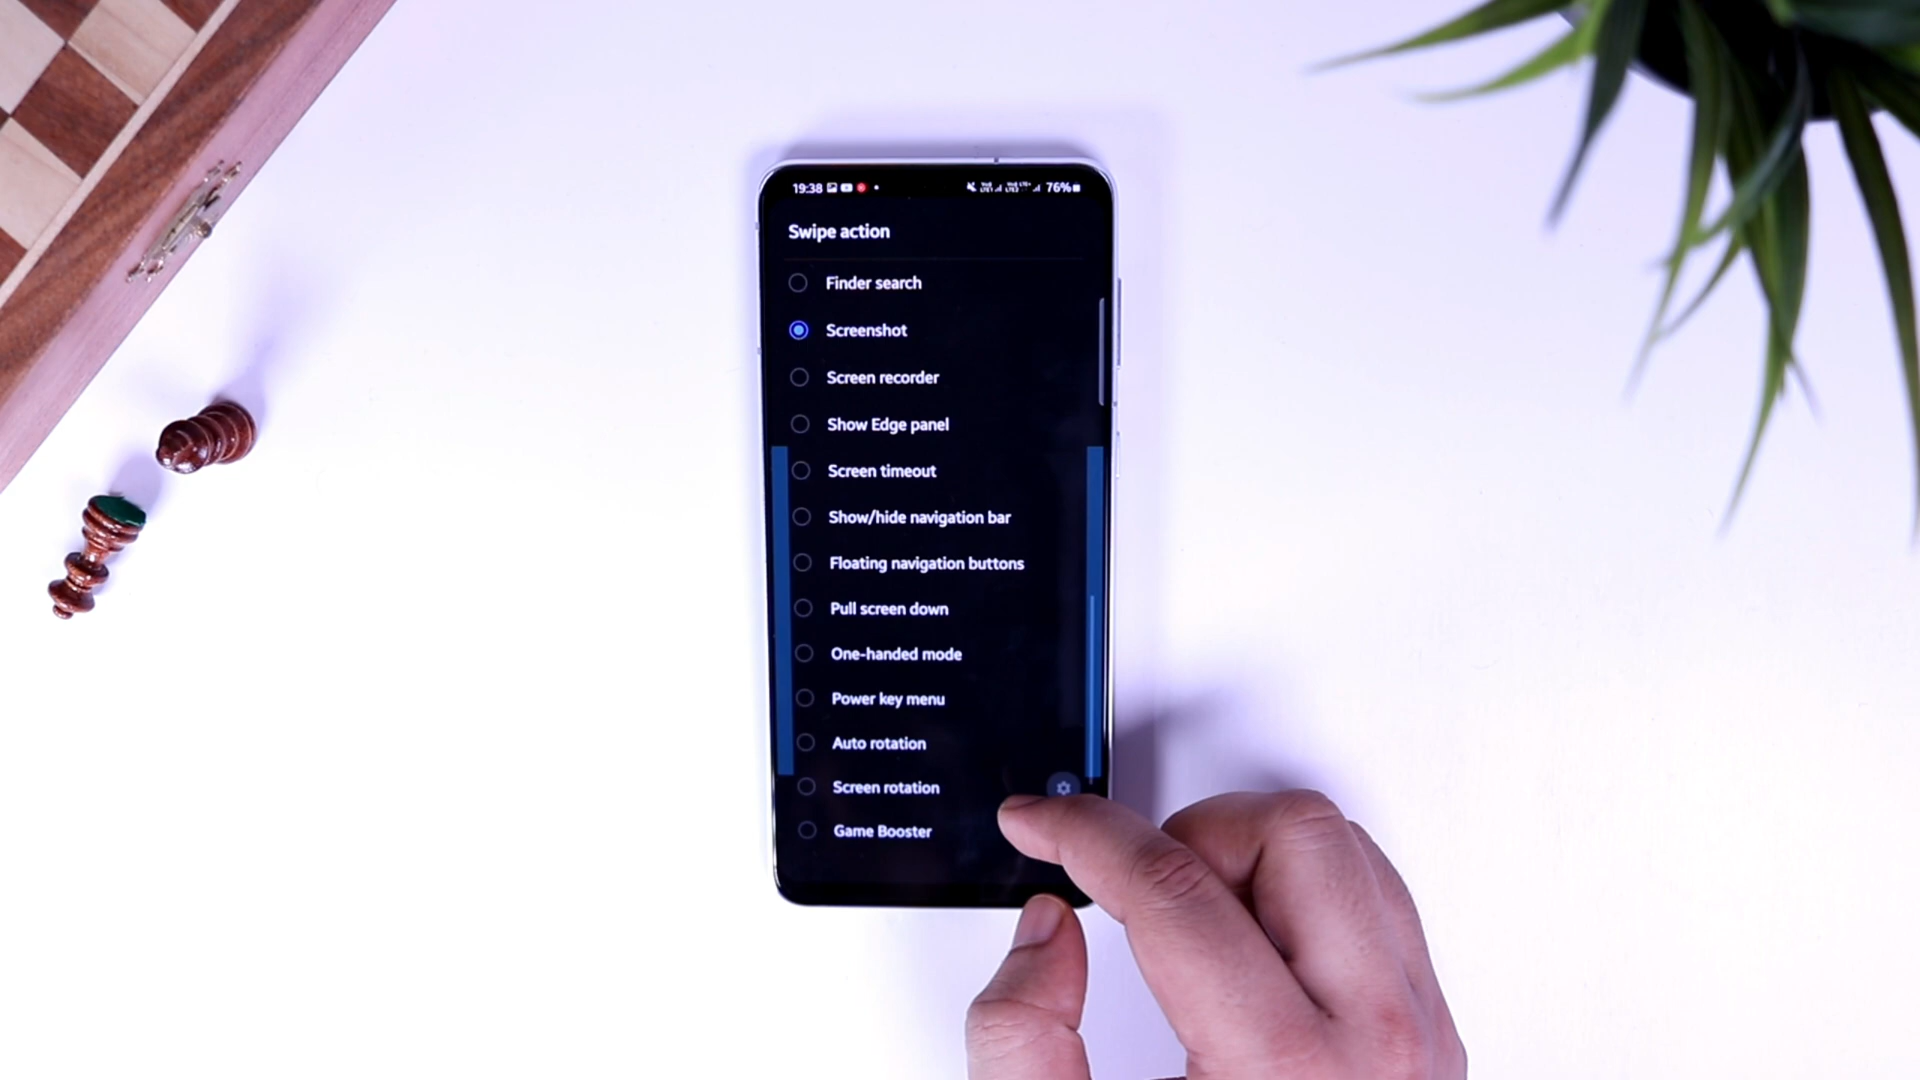 19:38 76%
Swipe action
Finder search
Screenshot
Screen recorder
Show Edge panel
Screen timeout
Show/hide navigation bar
Floating navigation buttons
Pull screen down
One-handed mode
Power key menu
Auto rotation
Screen rotation
Game Booster